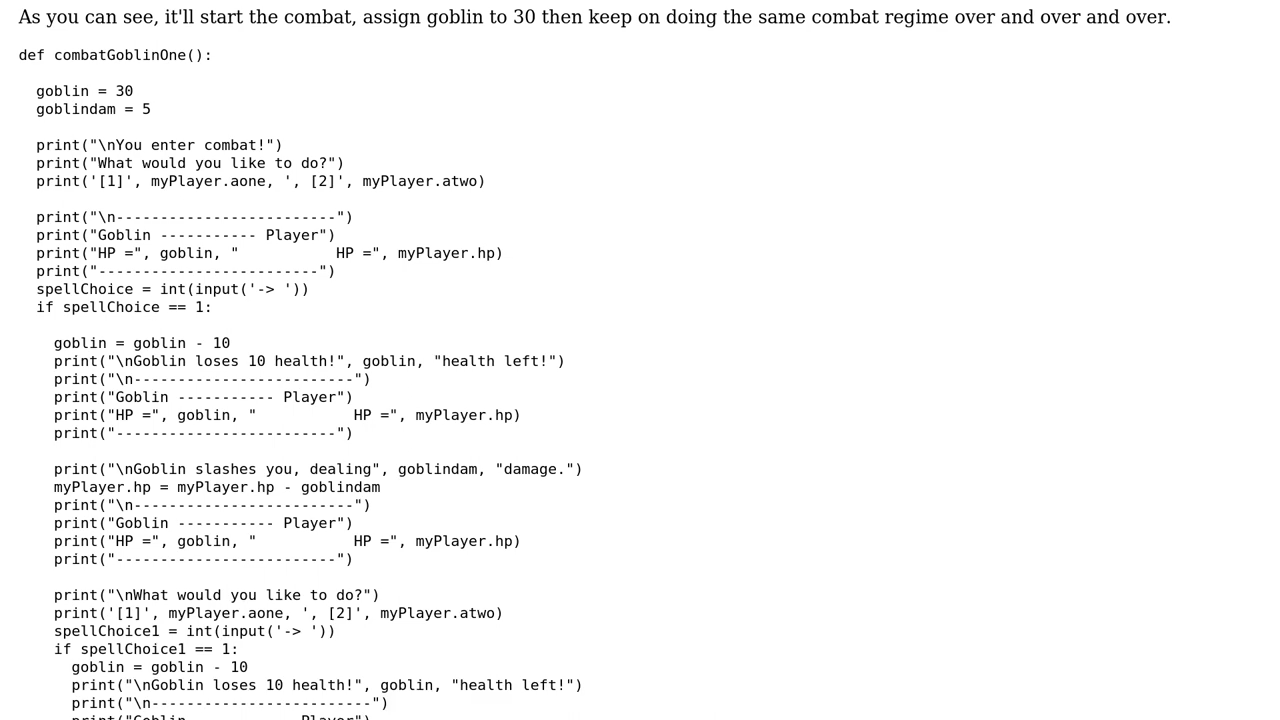 As you can see, it'll start the combat, assign goblin to 30 then keep on doing the same combat regime over and over and over.
def combatGoblinOne():
  goblin = 30
  goblindam = 5
  print("\nYou enter combat!")
  print("What would you like to do?")
  print('[1]', myPlayer.aone, ', [2]', myPlayer.atwo)
  print("\n-------------------------")
  print("Goblin ----------- Player")
  print("HP =", goblin, "           HP =", myPlayer.hp)
  print("-------------------------")
  spellChoice = int(input('-> '))
  if spellChoice == 1:
    goblin = goblin - 10
    print("\nGoblin loses 10 health!", goblin, "health left!")
    print("\n-------------------------")
    print("Goblin ----------- Player")
    print("HP =", goblin, "           HP =", myPlayer.hp)
    print("-------------------------")
    print("\nGoblin slashes you, dealing", goblindam, "damage.")
    myPlayer.hp = myPlayer.hp - goblindam
    print("\n-------------------------")
    print("Goblin ----------- Player")
    print("HP =", goblin, "           HP =", myPlayer.hp)
    print("-------------------------")
    print("\nWhat would you like to do?")
    print('[1]', myPlayer.aone, ', [2]', myPlayer.atwo)
    spellChoice1 = int(input('-> '))
    if spellChoice1 == 1:
      goblin = goblin - 10
      print("\nGoblin loses 10 health!", goblin, "health left!")
      print("\n-------------------------")
      print("Goblin ----------- Player")